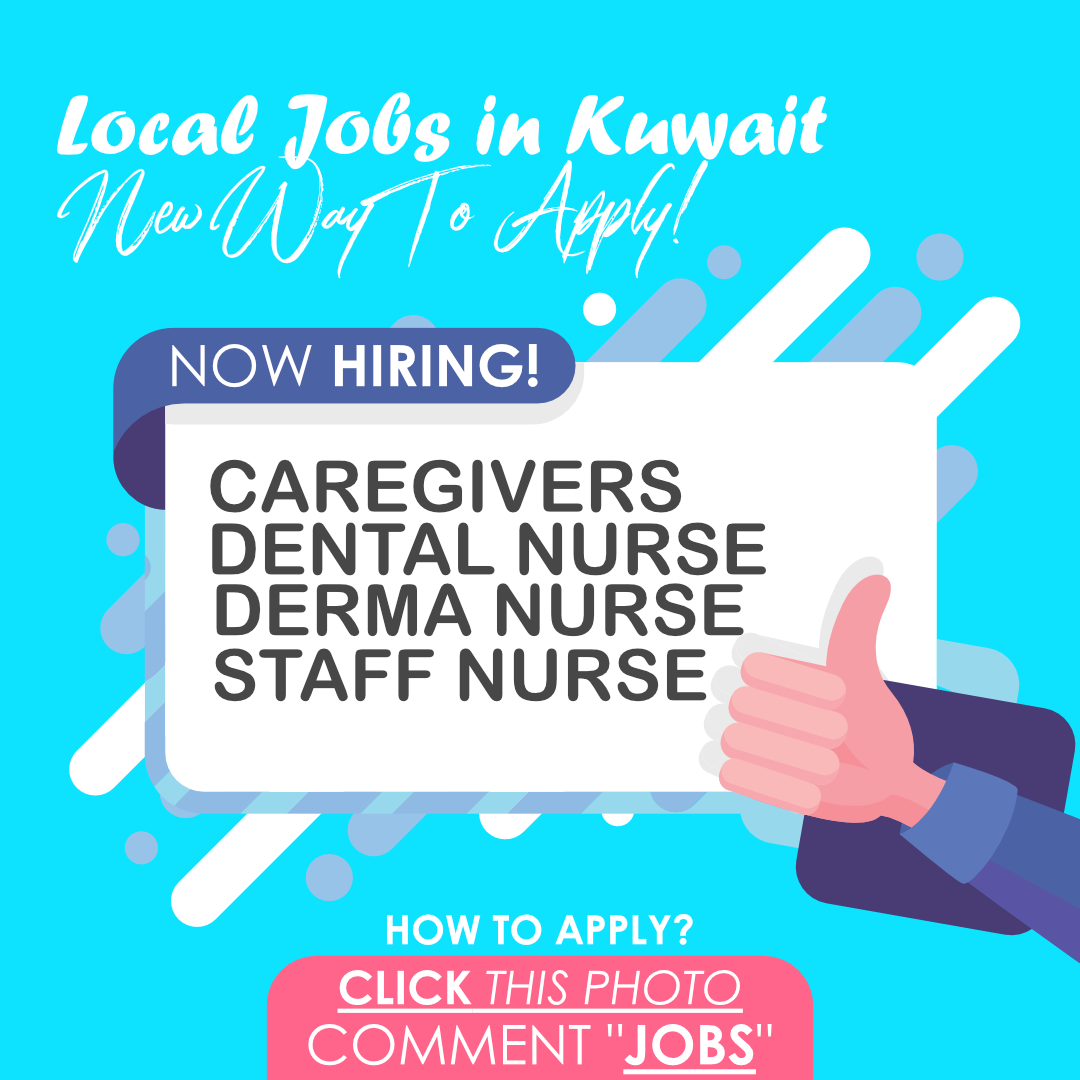 Local Jobs in Kuwait
New Way To Apply!
NOW HIRING!
CAREGIVERS
DENTAL NURSE
DERMA NURSE
STAFF NURSE
HOW TO APPLY?
CLICK THIS PHOTO
COMMENT "JOBS"